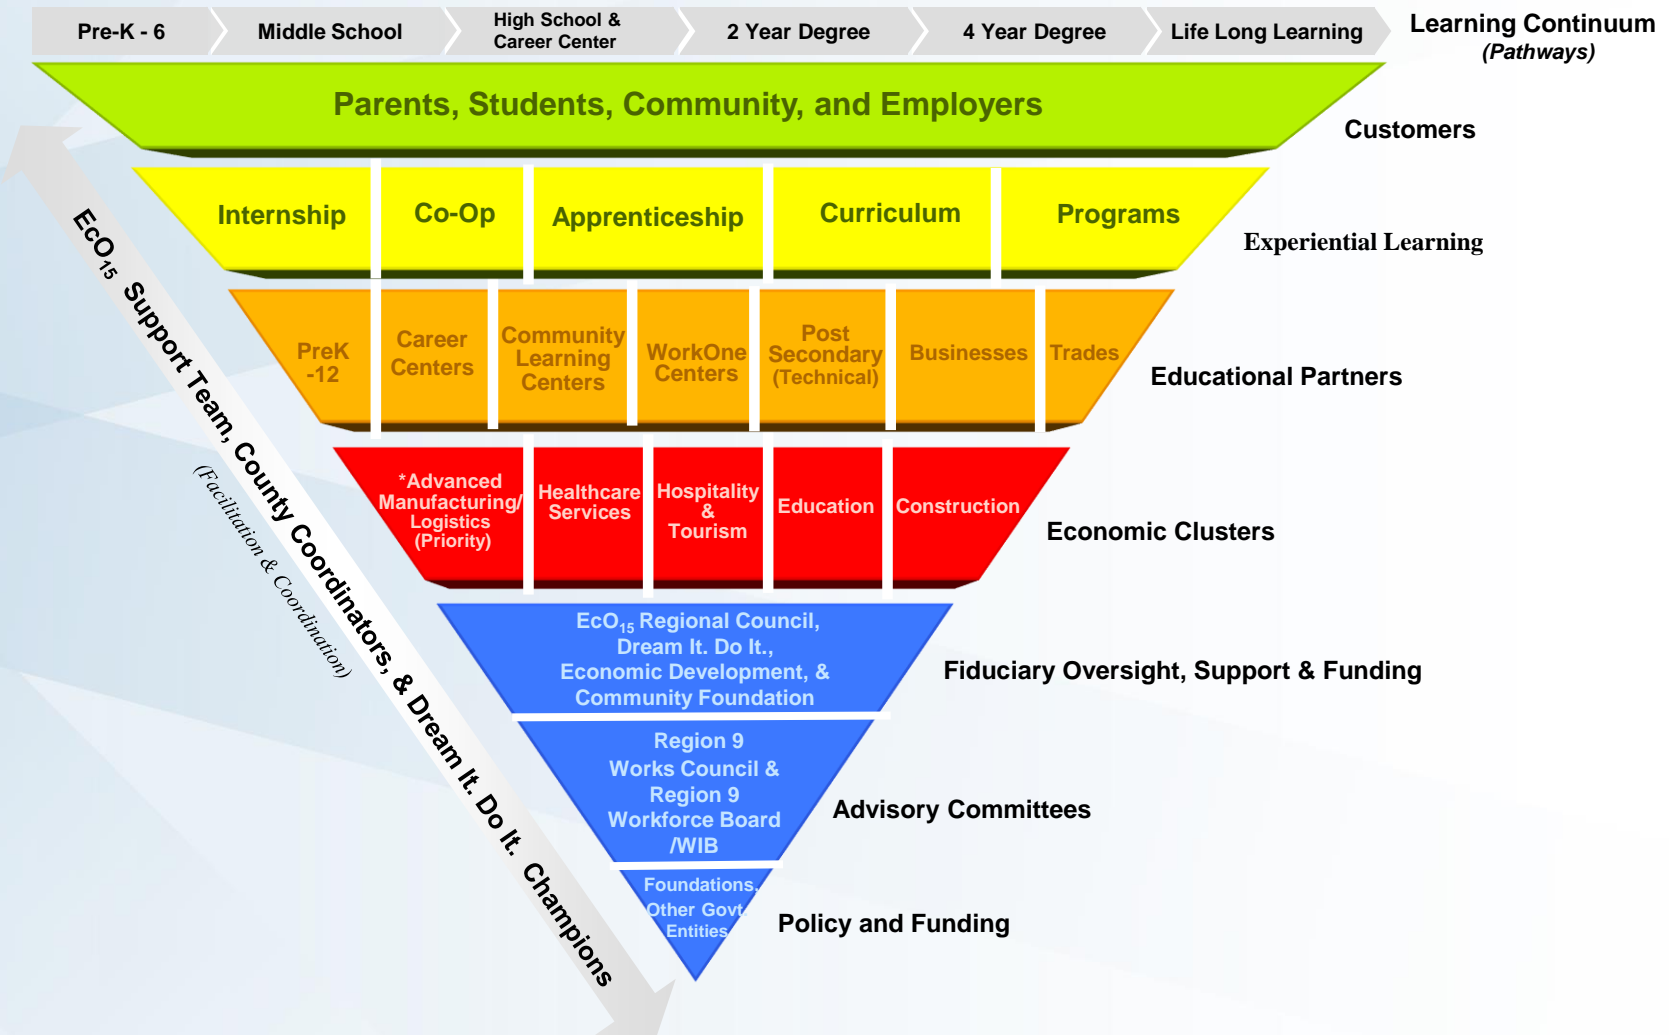 Pre-K - 6
Middle School
High School &
Career Center
2 Year Degree
4 Year Degree
Life Long Learning
Learning Continuum
(Pathways)
Parents, Students, Community, and Employers
Customers
Internship
Co-Op
Apprenticeship
Curriculum
Programs
Experiential Learning
PreK
-12
Career
Centers
Community
Learning
Centers
WorkOne
Centers
Post
Secondary
(Technical)
Businesses
Trades
Educational Partners
*Advanced
Manufacturing/
Logistics
(Priority)
Healthcare
Services
Hospitality
&
Tourism
Education
Construction
Economic Clusters
EcO15 Regional Council,
Dream It. Do It.,
Economic Development, &
Community Foundation
Fiduciary Oversight, Support & Funding
Region 9
Works Council &
Region 9
Workforce Board
/WIB
Advisory Committees
Foundations,
Other Govt.
Entities
Policy and Funding
EcO15 Support Team, County Coordinators, & Dream It. Do It. Champions
(Facilitation & Coordination)